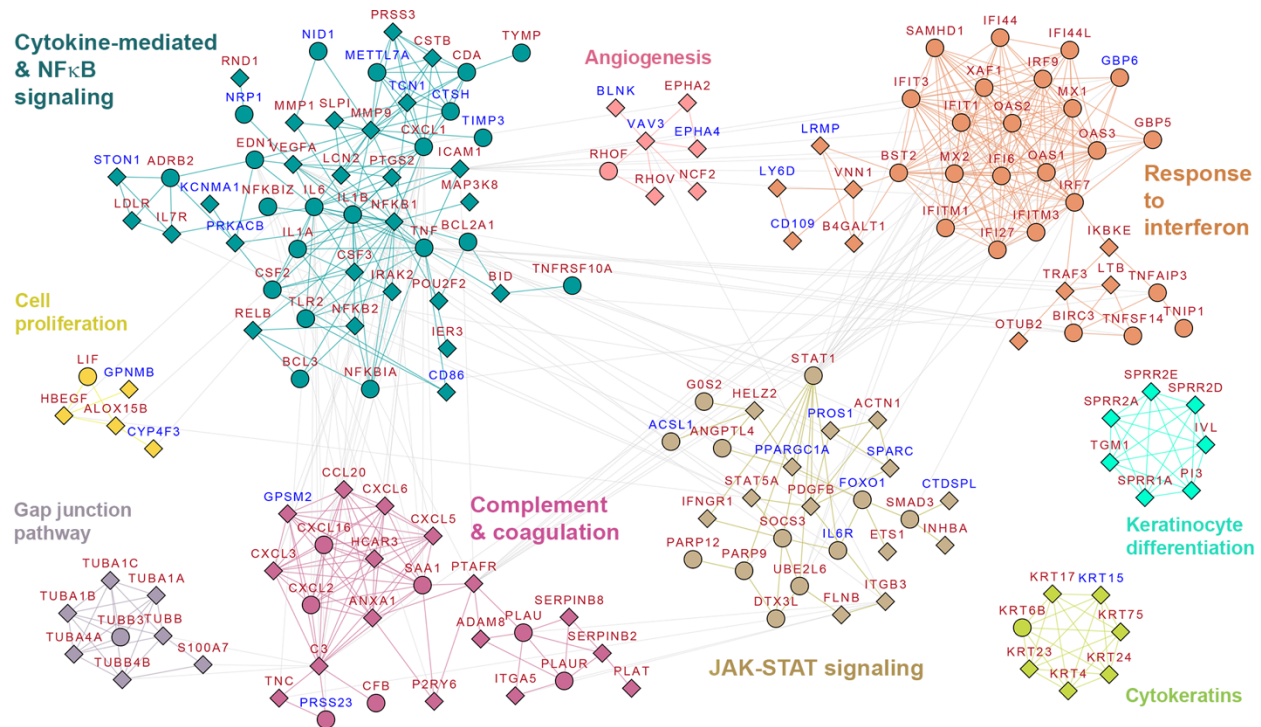 Cytokine-mediated
& NFκB
signaling
PRSS3
NID1
CSTB
TYMP
METTL7A
CDA
RND1
TCN1
CTSH
NRP1
MMP1
SLPI
MMP9
TIMP3
CXCL1
EDN1
VEGFA
LCN2
PTGS2
ICAM1
STON1
ADRB2
KCNMA1
NFKBIZ
IL6
IL1B
MAP3K8
LDLR
IL7R
NFKB1
PRKACB
IL1A
TNF
BCL2A1
CSF3
CSF2
IRAK2
POU2F2
BID
TNFRSF10A
RELB
TLR2
NFKB2
IER3
BCL3
NFKBIA
CD86
Angiogenesis
BLNK
EPHA2
VAV3
EPHA4
RHOF
RHOV
NCF2
Response
to
interferon
SAMHD1
IFI44
IFI44L
IFIT3
XAF1
IRF9
GBP6
MX1
IFIT1
OAS2
LRMP
OAS3
GBP5
BST2
MX2
IFI6
OAS1
LY6D
VNN1
IRF7
IFITM1
IFITM3
CD109
B4GALT1
IFI27
IKBKE
TRAF3
LTB
TNFAIP3
OTUB2
BIRC3
TNFSF14
TNIP1
Cell
proliferation
LIF
GPNMB
HBEGF
ALOX15B
CYP4F3
STAT1
G0S2
HELZ2
ACTN1
PROS1
ACSL1
ANGPTL4
PPARGC1A
SPARC
STAT5A
FOXO1
CTDSPL
IFNGR1
PDGFB
SMAD3
SOCS3
IL6R
ETS1
INHBA
PARP12
PARP9
UBE2L6
ITGB3
DTX3L
FLNB
JAK-STAT signaling
SPRR2E
SPRR2D
SPRR2A
IVL
TGM1
PI3
SPRR1A
Keratinocyte
differentiation
Gap junction
pathway
TUBA1C
TUBA1A
TUBA1B
TUBB3
TUBB
TUBA4A
S100A7
TUBB4B
Complement
& coagulation
CCL20
GPSM2
CXCL6
CXCL16
CXCL5
HCAR3
CXCL3
SAA1
PTAFR
CXCL2
ANXA1
SERPINB8
PLAU
ADAM8
SERPINB2
C3
PLAUR
PLAT
TNC
CFB
P2RY6
ITGA5
PRSS23
KRT17
KRT15
KRT6B
KRT75
KRT23
KRT24
KRT4
Cytokeratins